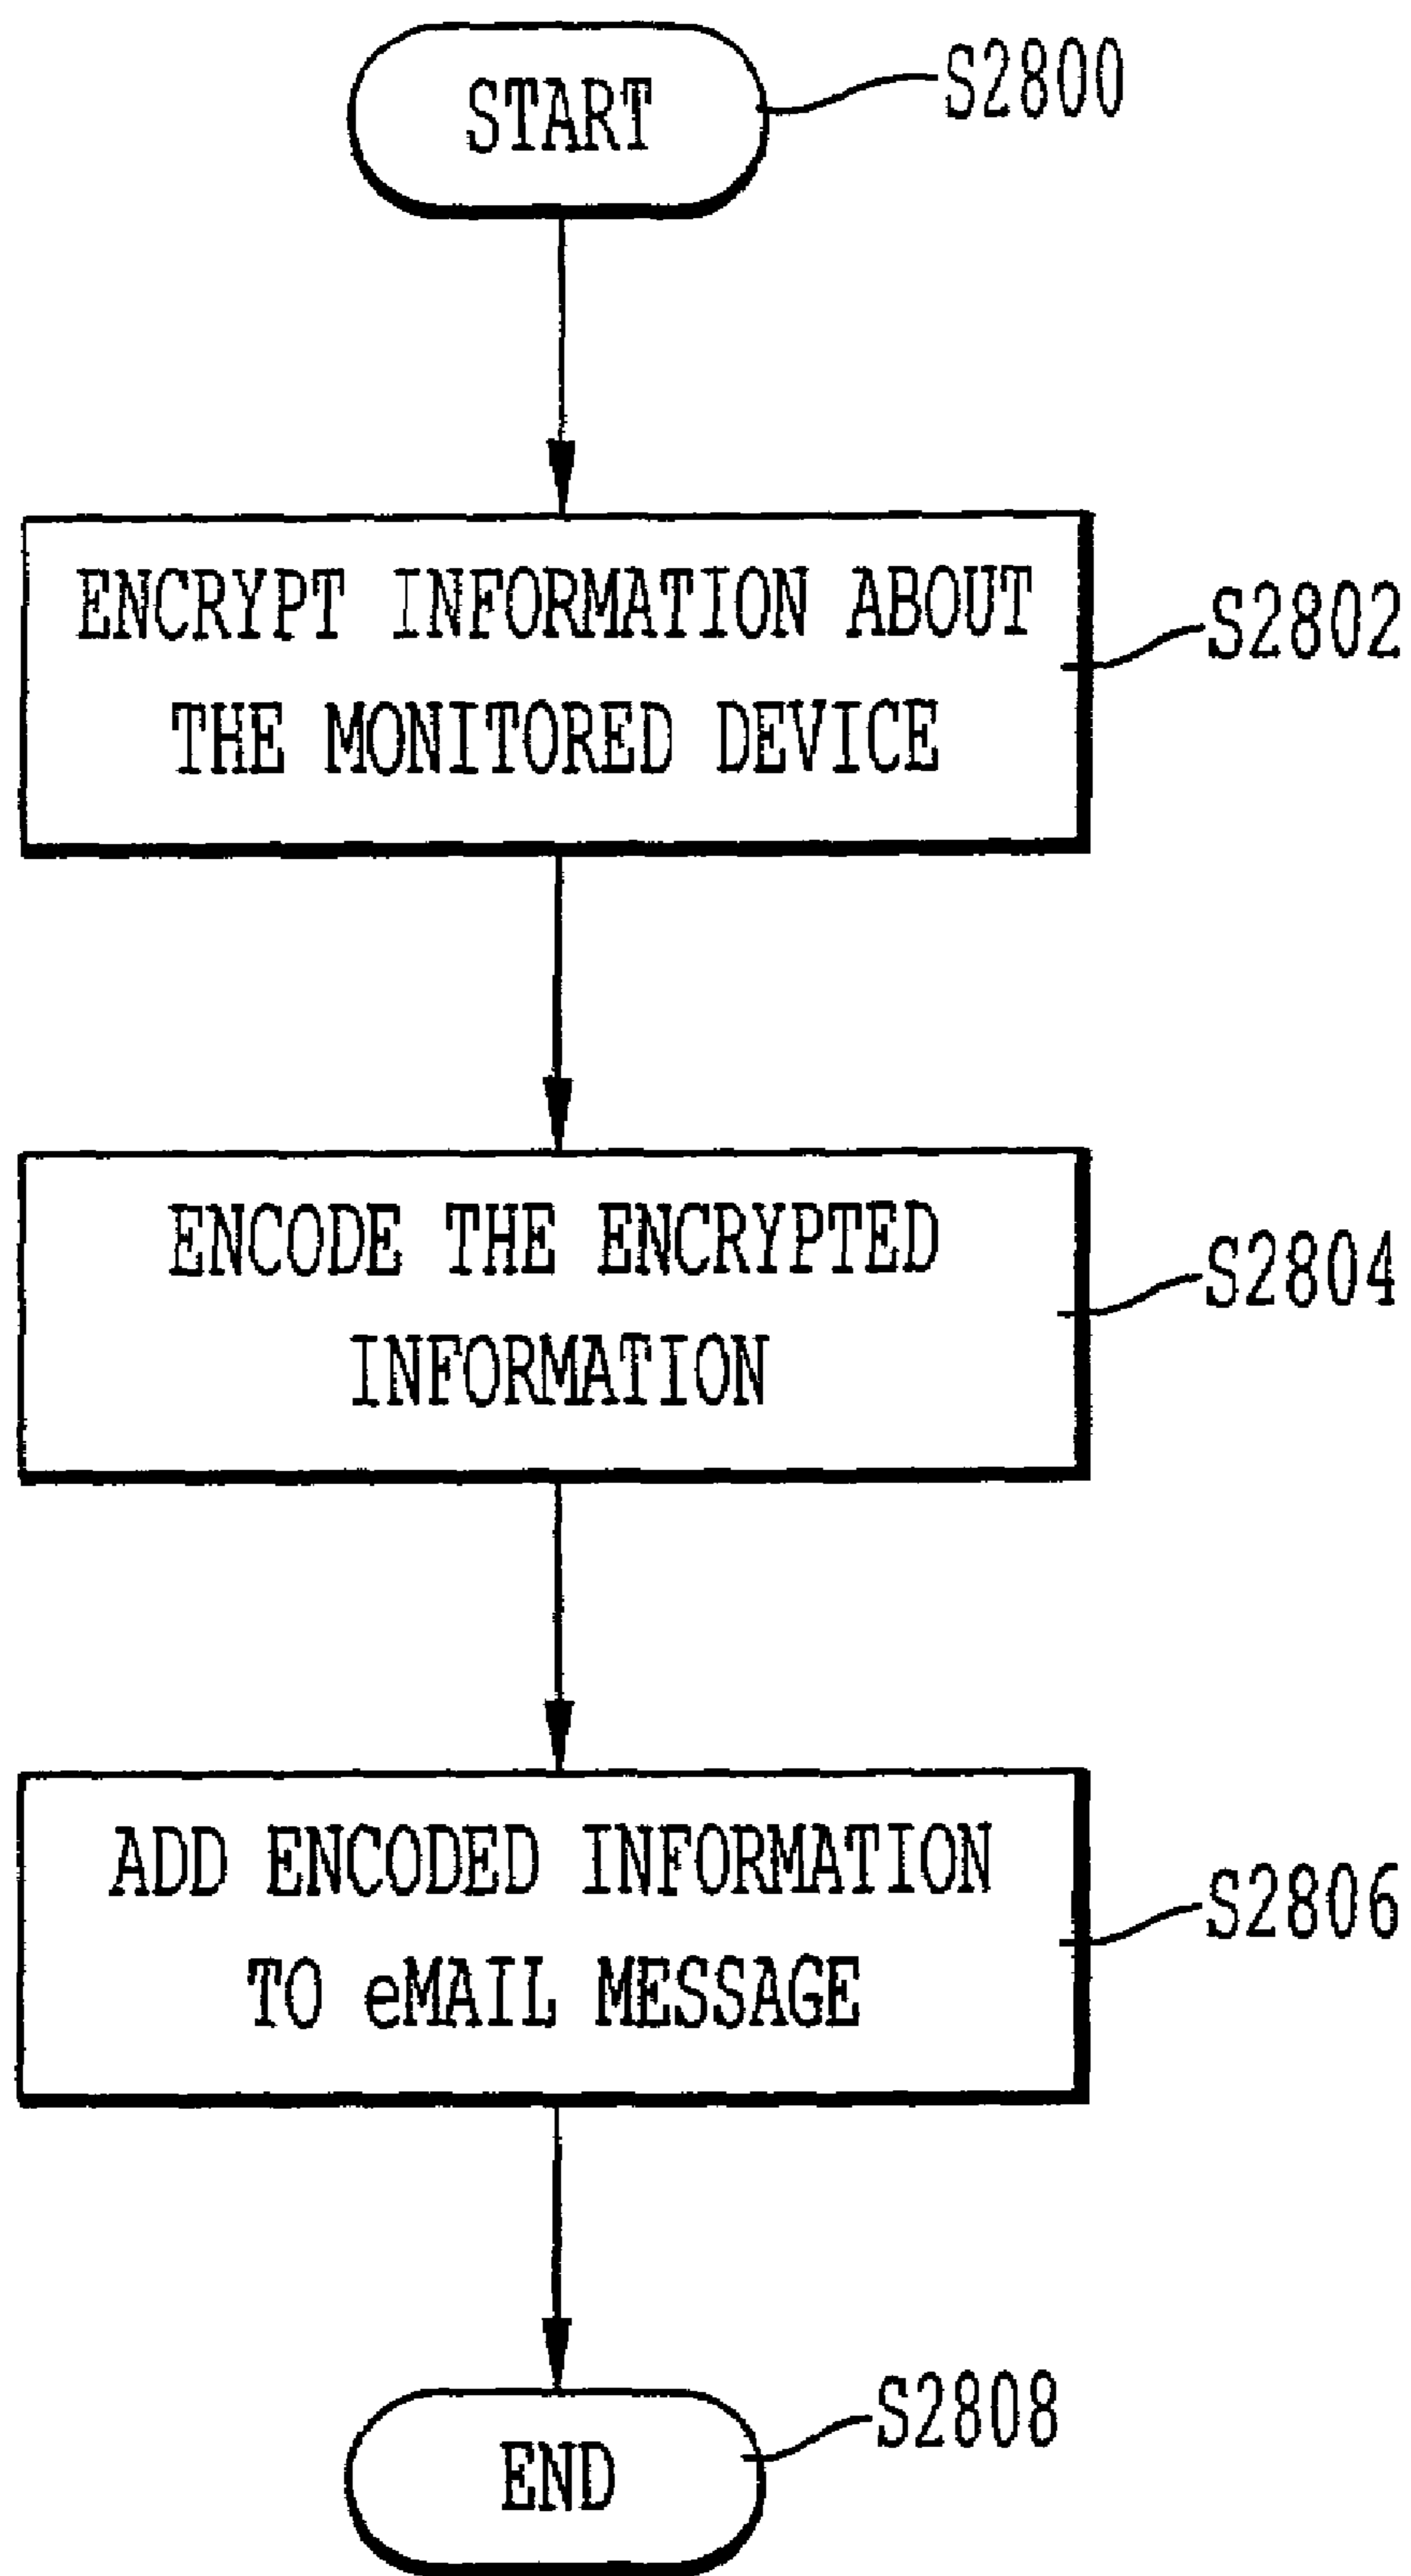 START
S2800
ENCRYPT INFORMATION ABOUT
THE MONITORED DEVICE
S2802
ENCODE THE ENCRYPTED
INFORMATION
S2804
ADD ENCODED INFORMATION
TO eMAIL MESSAGE
S2806
END
S2808